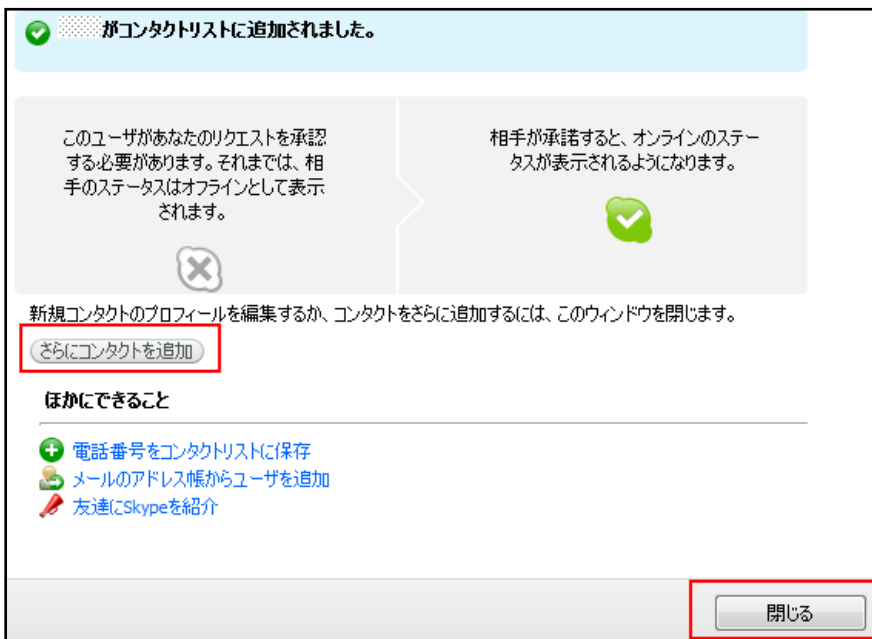 がコンタクトリストに追加されました。
このユーザがあなたのリクエストを承認
する必要があります。それまでは、相
手のステータスはオフラインとして表示
されます。
相手が承諾すると、オンラインのステー
タスが表示されるようになります。
新規コンタクトのプロフィールを編集するか、コンタクトをさらに追加するには、このウィンドウを閉じます。
さらにコンタクトを追加
ほかにできること
電話番号をコンタクトリストに保存
メールのアドレス帳からユーザを追加
友達にSkypeを紹介
閉じる